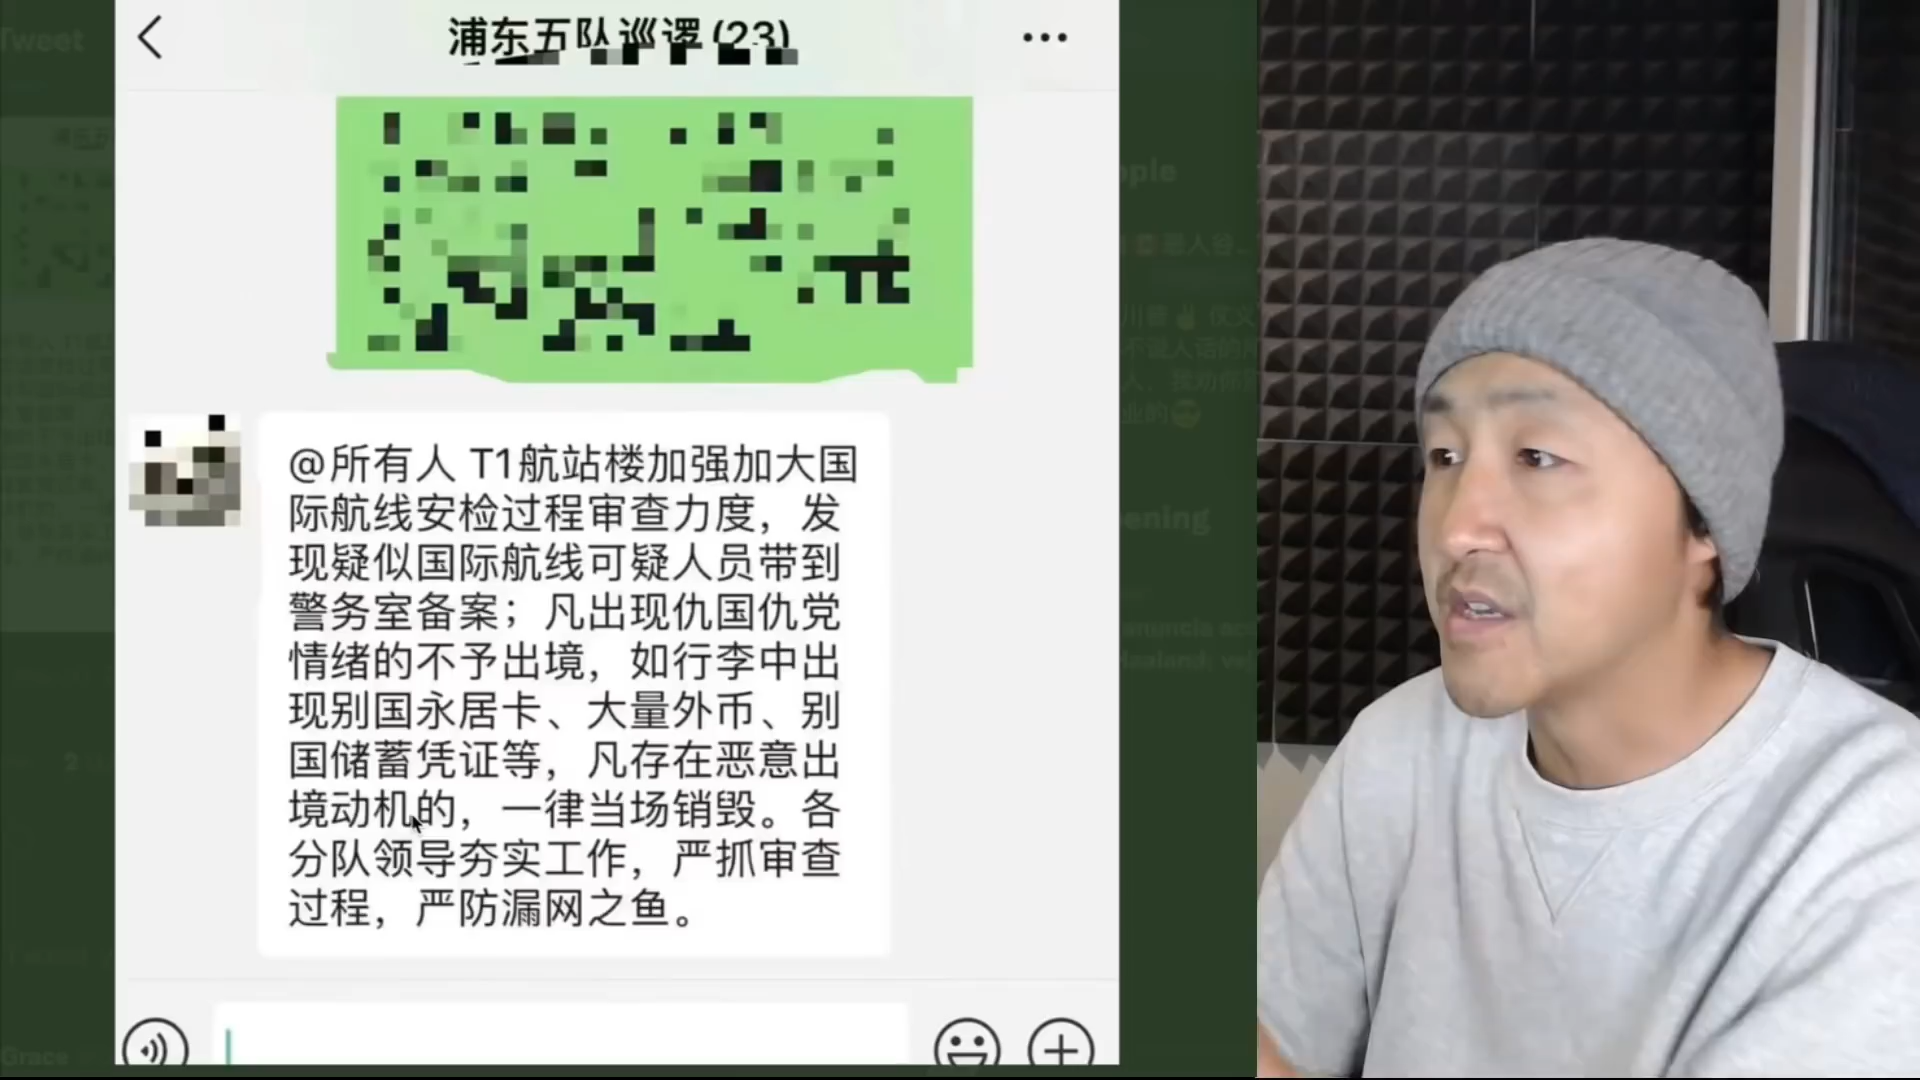 Tweet
浦东五队巡逻(23)
@所有人 T1航站楼加强加大国
际航线安检过程审查力度，发
现疑似国际航线可疑人员带到
警务室备案；凡出现仇国仇党
情绪的不予出境，如行李中出
现别国永居卡、大量外币、别
国储蓄凭证等，凡存在恶意出
境动机的，一律当场销毁。各
分队领导夯实工作，严抓审查
过程，严防漏网之鱼。
Grace